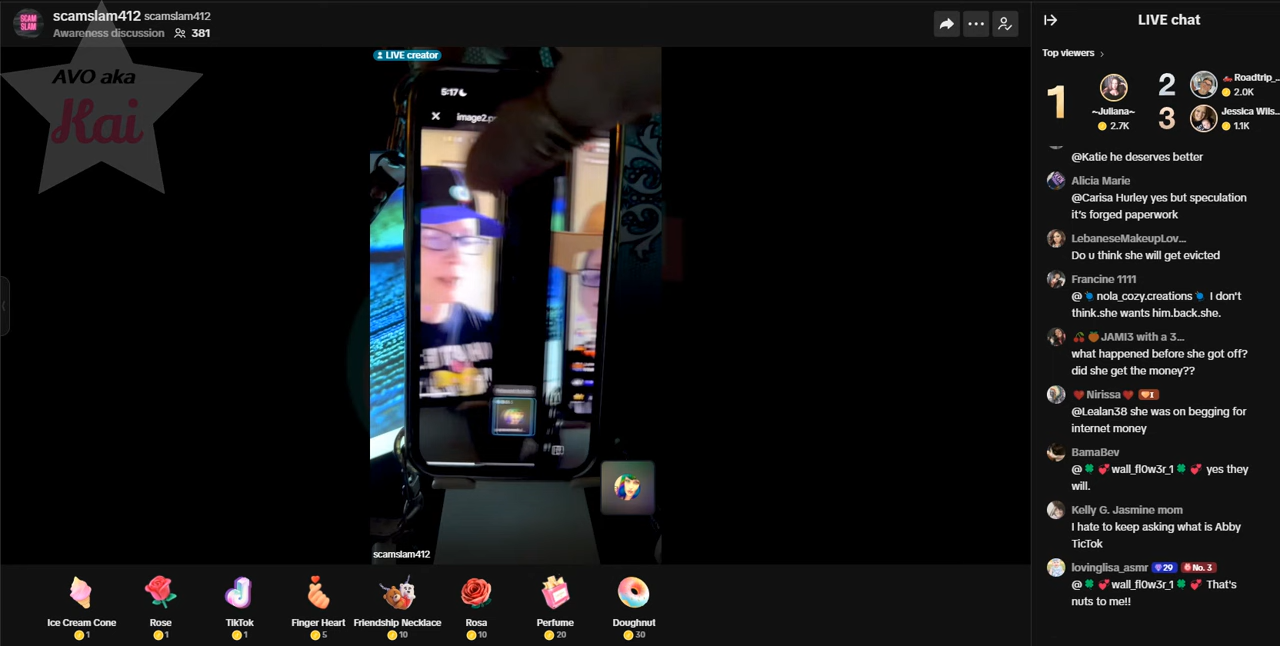 SCAM
SLAM
scamslam412 scamslam412
Awareness discussion 381
AVO aka
Kai
LIVE creator
5:17
image2.p
scamslam412
Ice Cream Cone
1
Rose
1
TikTok
1
Finger Heart
5
Friendship Necklace
10
Rosa
10
Perfume
20
Doughnut
30
LIVE chat
Top viewers
1
~Juliana~
2.7K
2
Roadtrip_...
2.0K
3
Jessica Wils...
1.1K
@Katie he deserves better
Alicia Marie
@Carisa Hurley yes but speculation
it's forged paperwork
LebaneseMakeupLov...
Do u think she will get evicted
Francine 1111
@ nola_cozy.creations I don't
think.she wants him.back.she.
JAMI3 with a 3...
what happened before she got off?
did she get the money??
Nirissa I
@Lealan38 she was on begging for
internet money
BamaBev
@ wall_fl0w3r_1 yes they
will.
Kelly G. Jasmine mom
I hate to keep asking what is Abby
TicTok
lovinglisa_asmr 29 No. 3
@ wall_fl0w3r_1 That's
nuts to me!!